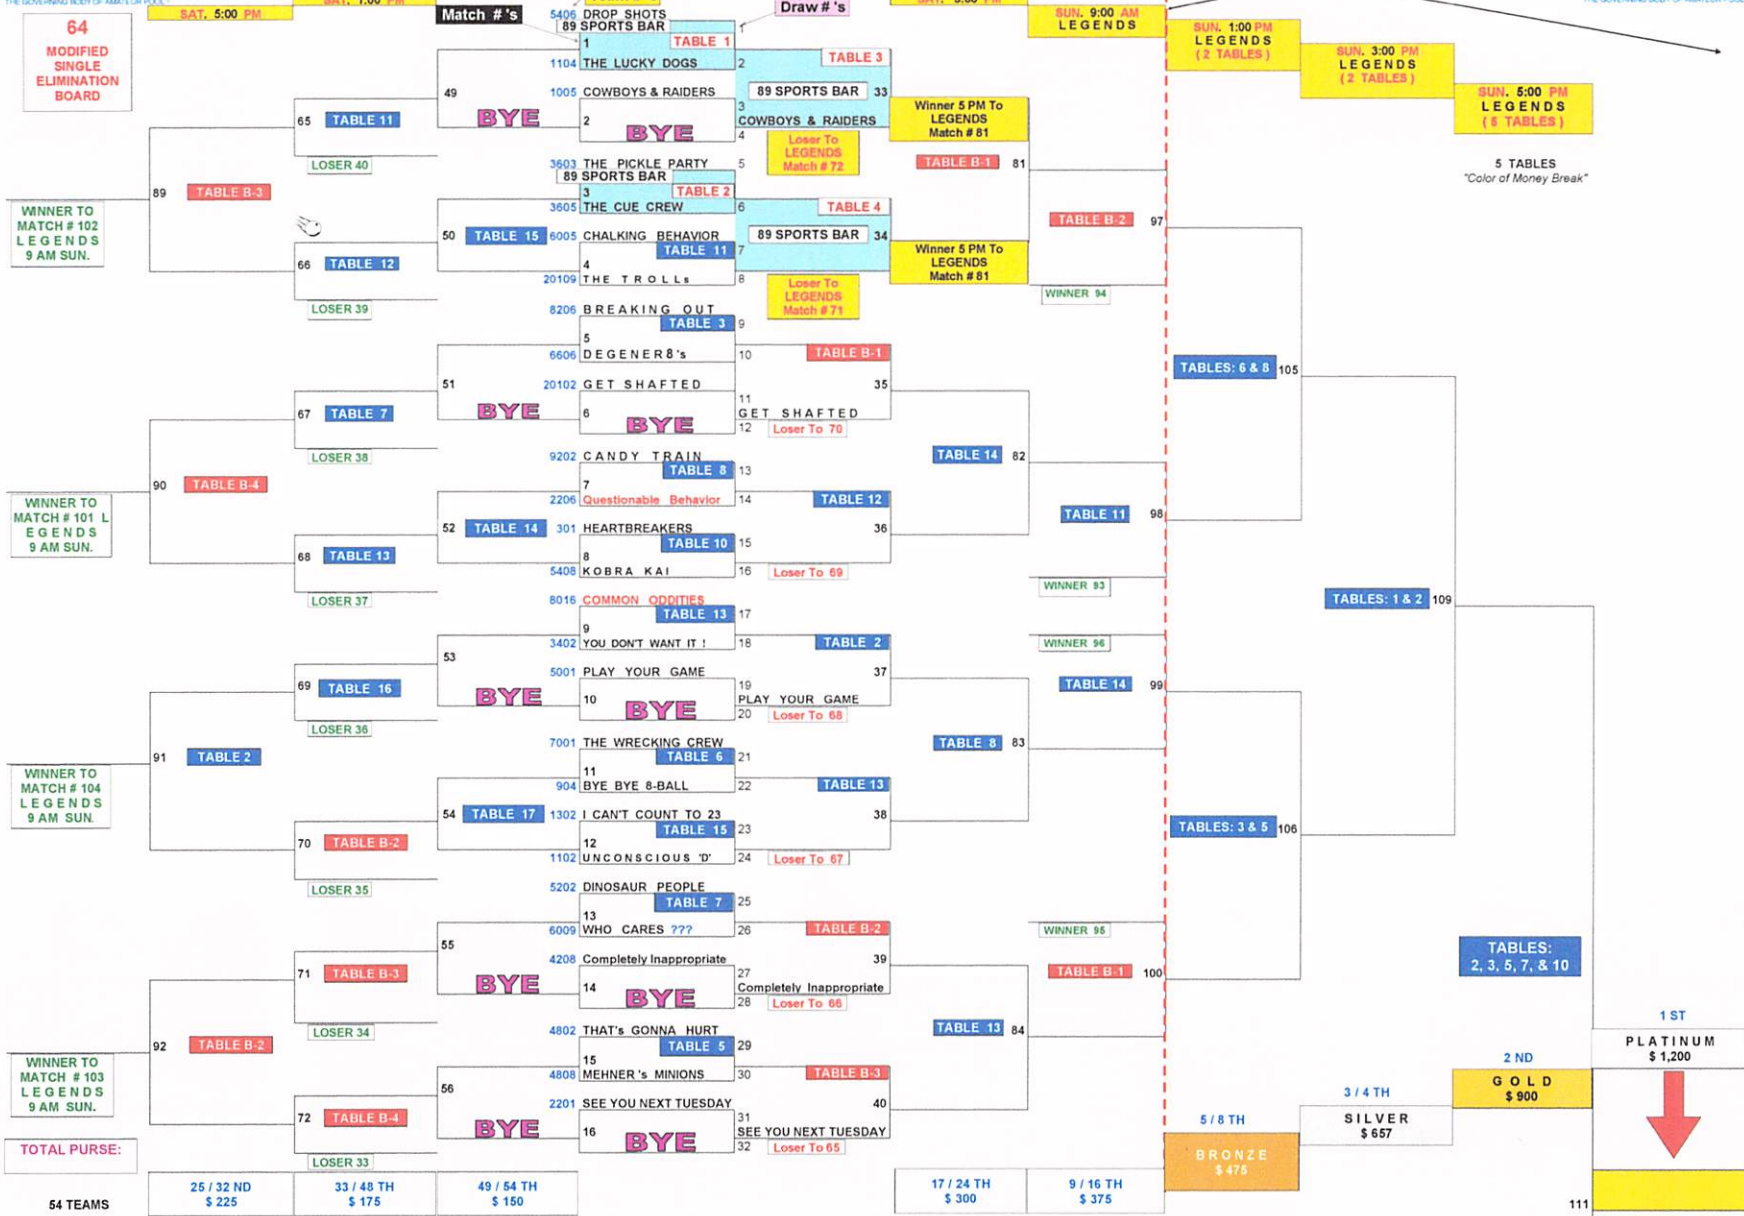 THE GOVERNING BODY OF AMATEUR POOL
SAT. 5:00 PM
SAT. 1:00 PM
Match # 's
Draw # 's
SUN. 9:00 AM
LEGENDS
SUN. 1:00 PM
LEGENDS
( 2 TABLES )
SUN. 3:00 PM
LEGENDS
( 2 TABLES )
SUN. 5:00 PM
LEGENDS
( 5 TABLES )
5 TABLES
"Color of Money Break"
64
MODIFIED
SINGLE
ELIMINATION
BOARD
89 TABLE B-3
WINNER TO
MATCH # 102
LEGENDS
9 AM SUN.
90 TABLE B-4
WINNER TO
MATCH # 101 L
EGENDS
9 AM SUN.
91 TABLE 2
WINNER TO
MATCH # 104
LEGENDS
9 AM SUN.
92 TABLE B-2
WINNER TO
MATCH # 103
LEGENDS
9 AM SUN.
TOTAL PURSE:
54 TEAMS
65 TABLE 11
LOSER 40
66 TABLE 12
LOSER 39
67 TABLE 7
LOSER 38
68 TABLE 13
LOSER 37
69 TABLE 16
LOSER 36
70 TABLE B-2
LOSER 35
71 TABLE B-3
LOSER 34
72 TABLE B-4
LOSER 33
49
BYE
50 TABLE 15
51
BYE
52 TABLE 14
53
BYE
54 TABLE 17
55
BYE
56
BYE
5406 DROP SHOTS
89 SPORTS BAR 1
1 TABLE 1
1104 THE LUCKY DOGS 2
1005 COWBOYS & RAIDERS 3
2 BYE
4
3603 THE PICKLE PARTY 5
89 SPORTS BAR
3 TABLE 2
3605 THE CUE CREW 6
6005 CHALKING BEHAVIOR
4 TABLE 11 7
20109 THE TROLLs 8
8206 BREAKING OUT
5 TABLE 3 9
6606 DEGENER8's 10
20102 GET SHAFTED
6 BYE 11
12
9202 CANDY TRAIN
7 TABLE 8 13
2206 Questionable Behavior 14
301 HEARTBREAKERS
8 TABLE 10 15
5408 KOBRA KAI 16
8016 COMMON ODDITIES
9 TABLE 13 17
3402 YOU DON'T WANT IT ! 18
5001 PLAY YOUR GAME
10 BYE 19
20
7001 THE WRECKING CREW
11 TABLE 6 21
904 BYE BYE 8-BALL 22
1302 I CAN'T COUNT TO 23
12 TABLE 15 23
1102 UNCONSCIOUS 'D' 24
5202 DINOSAUR PEOPLE
13 TABLE 7 25
6009 WHO CARES ??? 26
4208 Completely Inappropriate
14 BYE 27
28
4802 THAT's GONNA HURT
15 TABLE 5 29
4808 MEHNER's MINIONS 30
2201 SEE YOU NEXT TUESDAY
16 BYE 31
32
TABLE 3
89 SPORTS BAR 33
COWBOYS & RAIDERS
Loser To
LEGENDS
Match # 72
TABLE 4
89 SPORTS BAR 34
Loser To
LEGENDS
Match # 71
TABLE B-1
35
GET SHAFTED
Loser To 70
TABLE 12
36
Loser To 69
TABLE 2
37
PLAY YOUR GAME
Loser To 68
TABLE 13
38
Loser To 67
TABLE B-2
39
Completely Inappropriate
Loser To 66
TABLE B-3
40
SEE YOU NEXT TUESDAY
Loser To 65
Winner 5 PM To
LEGENDS
Match # 81
TABLE B-1 81
Winner 5 PM To
LEGENDS
Match # 81
TABLE 14 82
TABLE 8 83
TABLE 13 84
TABLE B-2 97
WINNER 94
TABLE 11 98
WINNER 93
WINNER 96
TABLE 14 99
WINNER 95
TABLE B-1 100
TABLES: 6 & 8 105
TABLES: 3 & 5 106
TABLES: 1 & 2 109
TABLES:
2, 3, 5, 7, & 10
1 ST
PLATINUM
$ 1,200
2 ND
GOLD
$ 900
3 / 4 TH
SILVER
$ 657
5 / 8 TH
BRONZE
$ 475
25 / 32 ND
$ 225
33 / 48 TH
$ 175
49 / 54 TH
$ 150
17 / 24 TH
$ 300
9 / 16 TH
$ 375
111